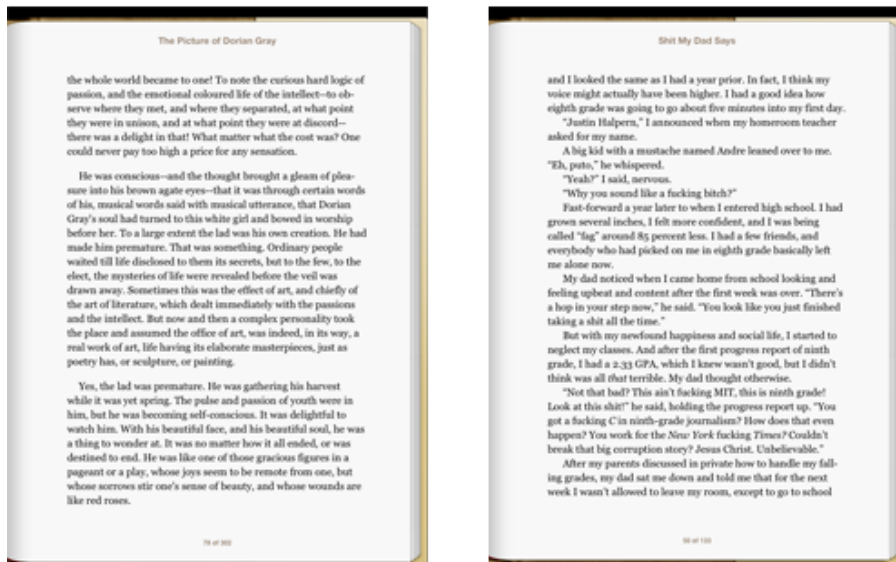 The Picture of Dorian Gray
the whole world became to one! To note the curious hard logic of
passion, and the emotional coloured life of the intellect—to ob-
serve where they met, and where they separated, at what point
they were in unison, and at what point they were at discord—
there was a delight in that! What matter what the cost was? One
could never pay too high a price for any sensation.
He was conscious—and the thought brought a gleam of plea-
sure into his brown agate eyes—that it was through certain words
of his, musical words said with musical utterance, that Dorian
Gray's soul had turned to this white girl and bowed in worship
before her. To a large extent the lad was his own creation. He had
made him premature. That was something. Ordinary people
waited till life disclosed to them its secrets, but to the few, to the
elect, the mysteries of life were revealed before the veil was
drawn away. Sometimes this was the effect of art, and chiefly of
the art of literature, which dealt immediately with the passions
and the intellect. But now and then a complex personality took
the place and assumed the office of art, was indeed, in its way, a
real work of art, life having its elaborate masterpieces, just as
poetry has, or sculpture, or painting.
Yes, the lad was premature. He was gathering his harvest
while it was yet spring. The pulse and passion of youth were in
him, but he was becoming self-conscious. It was delightful to
watch him. With his beautiful face, and his beautiful soul, he was
a thing to wonder at. It was no matter how it all ended, or was
destined to end. He was like one of those gracious figures in a
pageant or a play, whose joys seem to be remote from one, but
whose sorrows stir one's sense of beauty, and whose wounds are
like red roses.
of
Shit My Dad Says
and I looked the same as I had a year prior. In fact, I think my
voice might actually have been higher. I had a good idea how
eighth grade was going to go about five minutes into my first day.
"Justin Halpern," I announced when my homeroom teacher
asked for my name.
A big kid with a mustache named Andre leaned over to me.
"Eh, puto," he whispered.
"Yeah?" I said, nervous.
"Why you sound like a fucking bitch?"
Fast-forward a year later to when I entered high school. I had
grown several inches, I felt more confident, and I was being
called "fag" around 85 percent less. I had a few friends, and
everybody who had picked on me in eighth grade basically left
me alone now.
My dad noticed when I came home from school looking and
feeling upbeat and content after the first week was over. "There's
a hop in your step now," he said. "You look like you just finished
taking a shit all the time."
But with my newfound happiness and social life, I started to
neglect my classes. And after the first progress report of ninth
grade, I had a 2.33 GPA, which I knew wasn't good, but I didn't
think was all that terrible. My dad thought otherwise.
"Not that bad? This ain't fucking MIT, this is ninth grade!
Look at this shit!" he said, holding the progress report up. "You
got a fucking C in ninth-grade journalism? How does that even
happen? You work for the New York fucking Times? Couldn't
break that big corruption story? Jesus Christ. Unbelievable."
After my parents discussed in private how to handle my fall-
ing grades, my dad sat me down and told me that for the next
week I wasn't allowed to leave my room, except to go to school
of